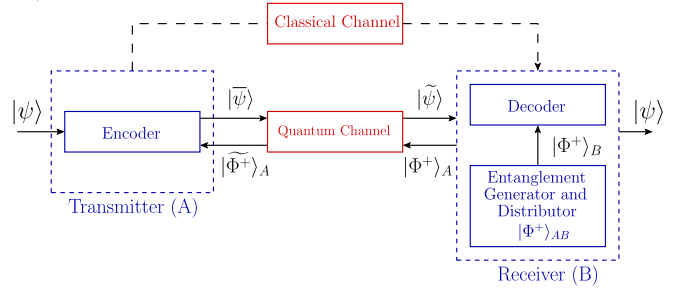 Classical Channel
|ψ⟩
Encoder
Transmitter (A)
|ψ̅⟩
|Φ̃⁺⟩_A
Quantum Channel
|ψ̃⟩
|Φ⁺⟩_A
Decoder
|Φ⁺⟩_B
Entanglement
Generator and
Distributor
|Φ⁺⟩_AB
Receiver (B)
|ψ⟩